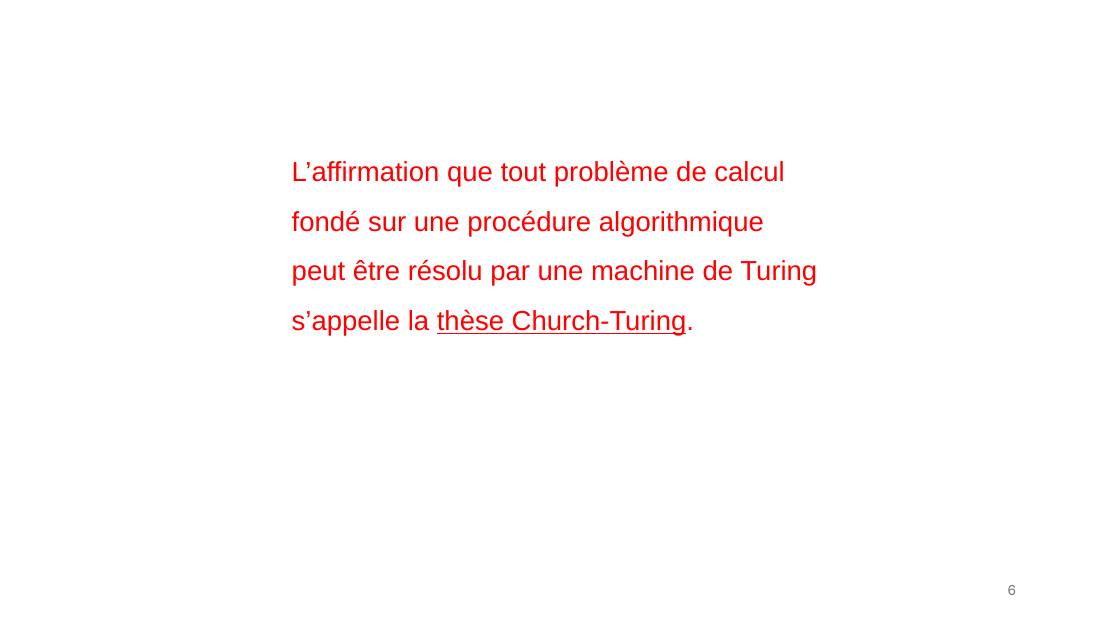 L’affirmation que tout problème de calcul
fondé sur une procédure algorithmique
peut être résolu par une machine de Turing
s’appelle la thèse Church-Turing.
6